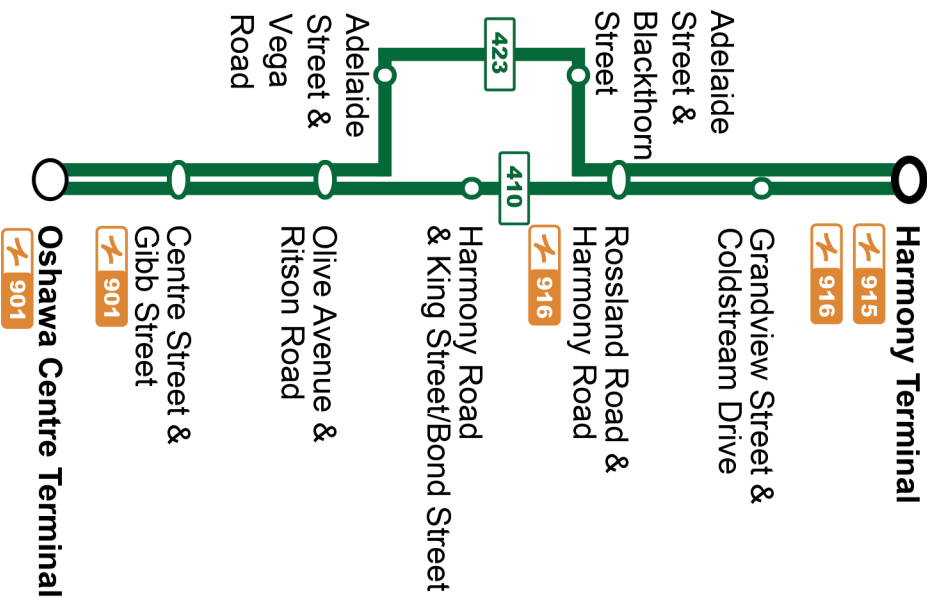 Harmony Terminal
915
916
Grandview Street &
Coldstream Drive
Adelaide
Street &
Blackthorn
Street
Rossland Road &
Harmony Road
916
423
410
Harmony Road
& King Street/Bond Street
Adelaide
Street &
Vega
Road
Olive Avenue &
Ritson Road
Centre Street &
Gibb Street
901
Oshawa Centre Terminal
901